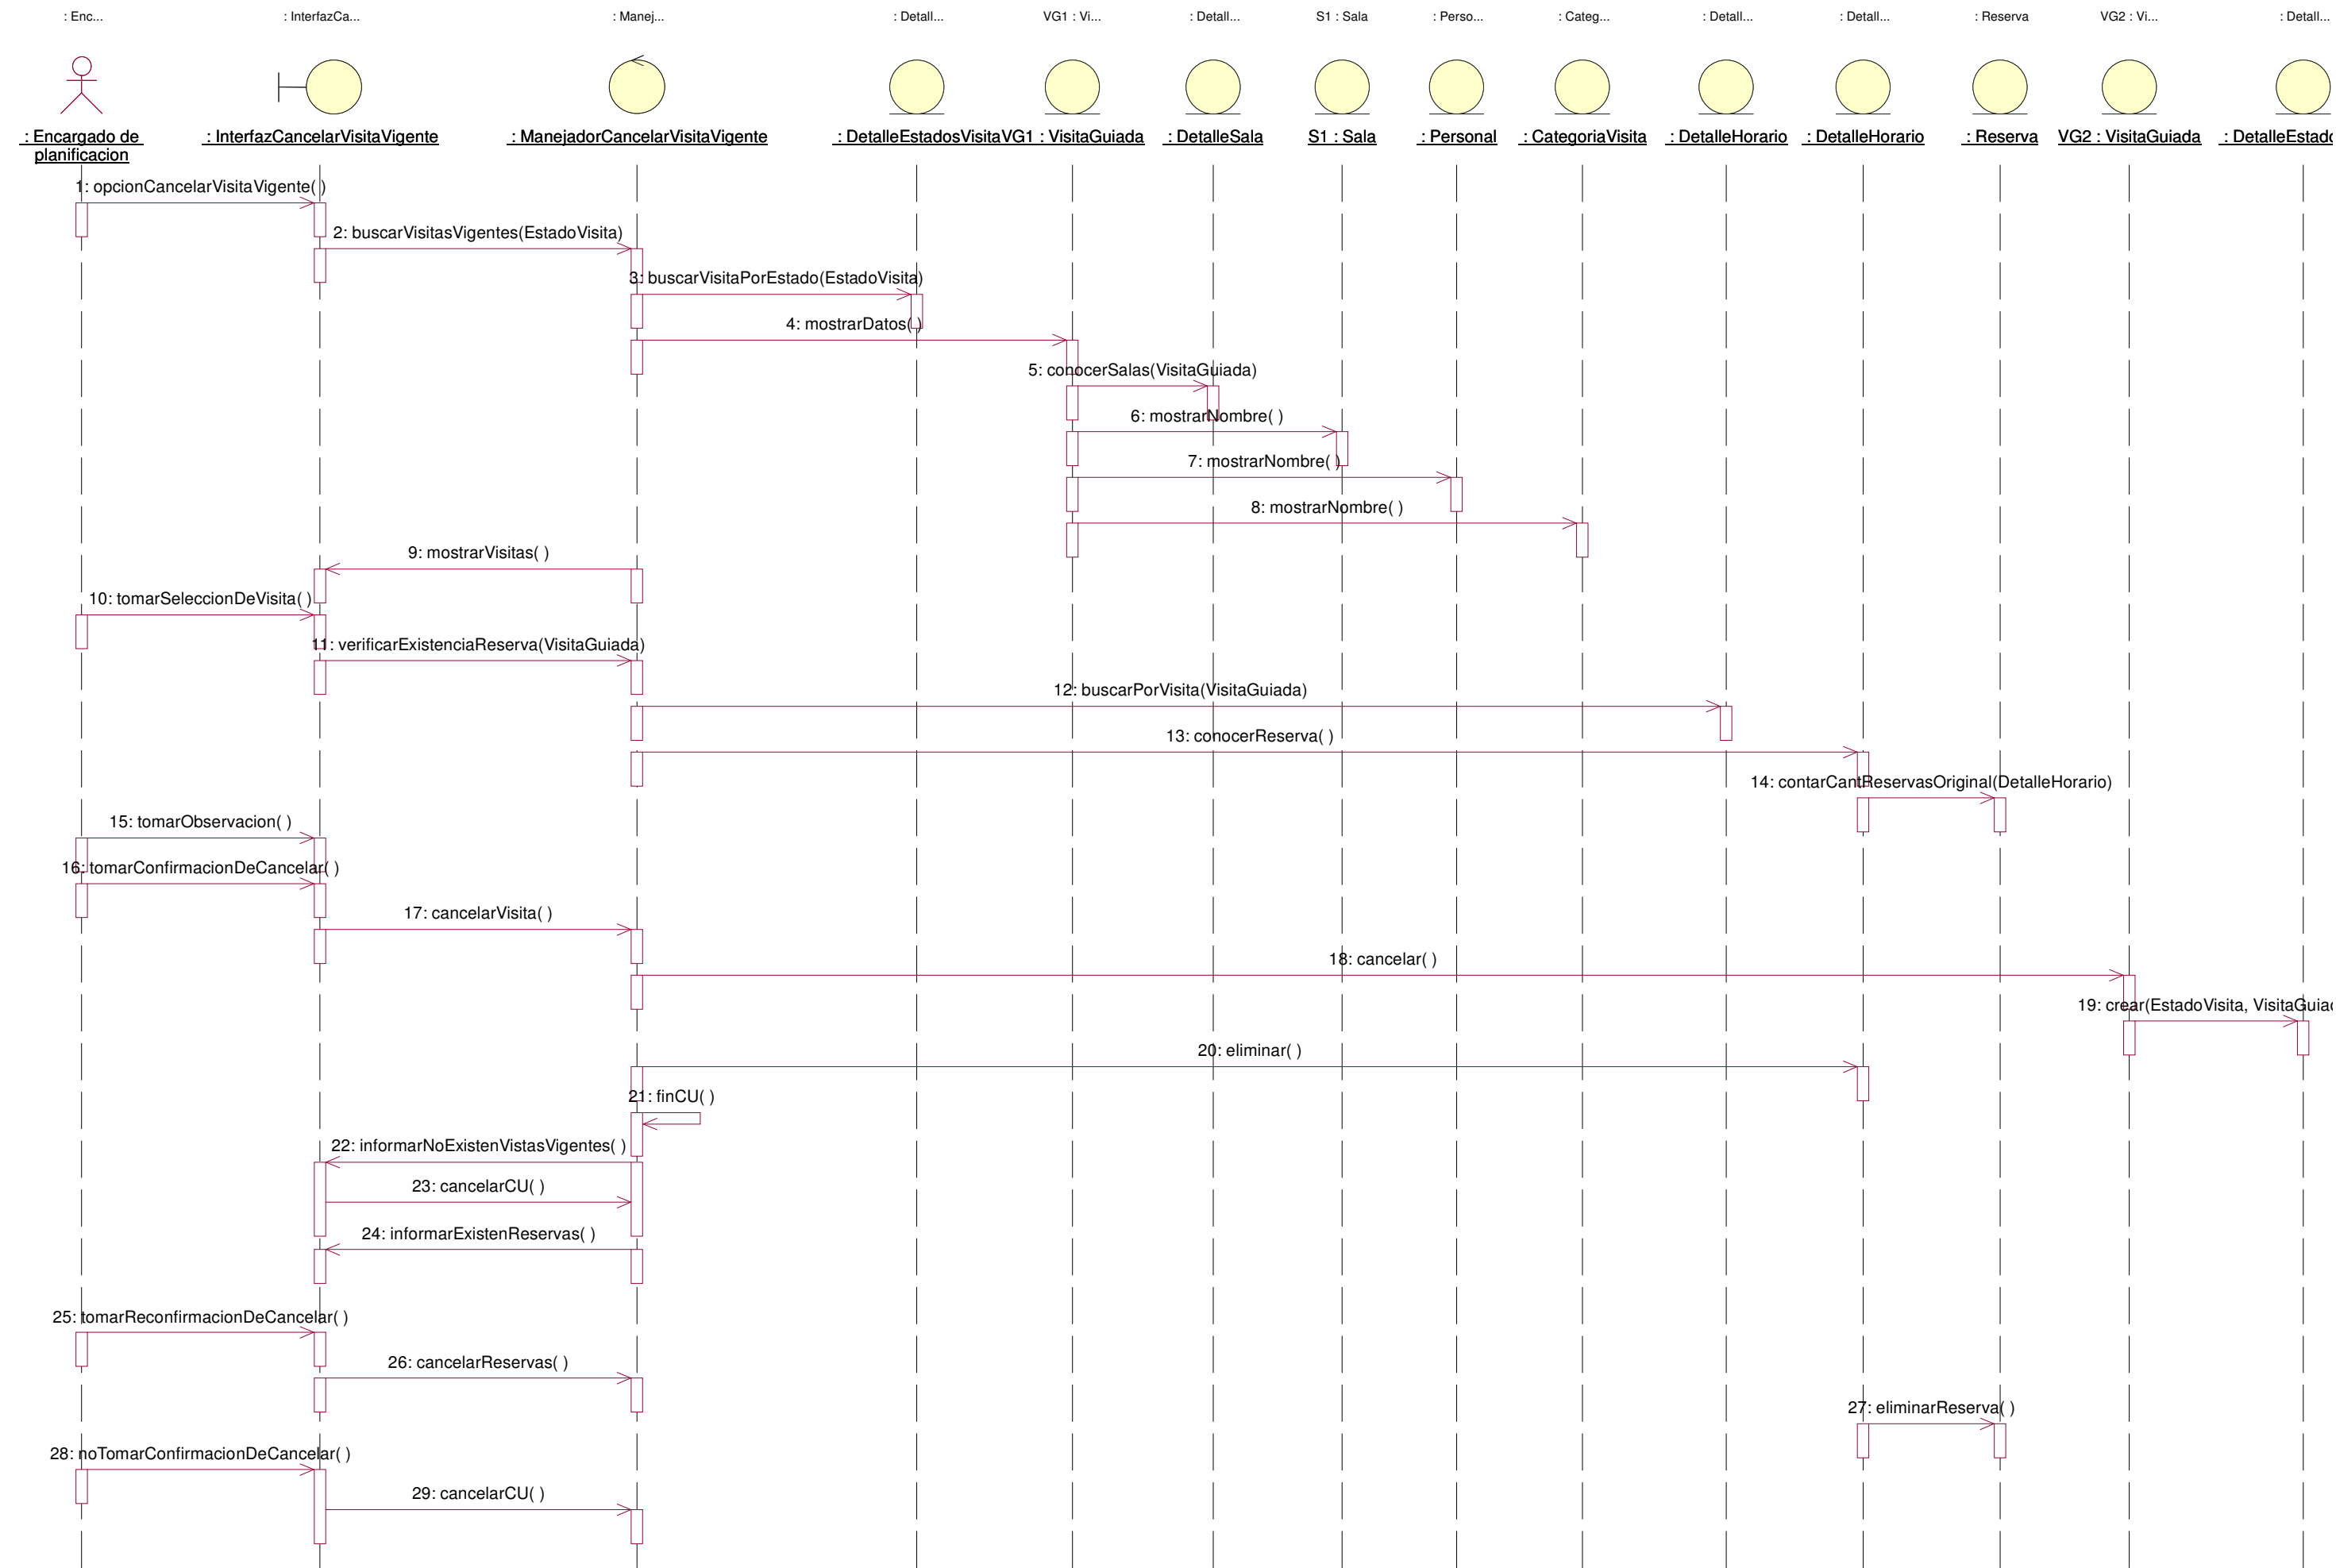 : Enc...
: InterfazCa...
: Manej...
: Detall...
VG1 : Vi...
: Detall...
S1 : Sala
: Perso...
: Categ...
: Detall...
: Detall...
: Reserva
VG2 : Vi...
: Detall...
: Encargado de
planificacion
: InterfazCancelarVisitaVigente
: ManejadorCancelarVisitaVigente
: DetalleEstadosVisita
VG1 : VisitaGuiada
: DetalleSala
S1 : Sala
: Personal
: CategoriaVisita
: DetalleHorario
: DetalleHorario
: Reserva
VG2 : VisitaGuiada
: DetalleEstado
1: opcionCancelarVisitaVigente( )
2: buscarVisitasVigentes(EstadoVisita)
3: buscarVisitaPorEstado(EstadoVisita)
4: mostrarDatos( )
5: conocerSalas(VisitaGuiada)
6: mostrarNombre( )
7: mostrarNombre( )
8: mostrarNombre( )
9: mostrarVisitas( )
10: tomarSeleccionDeVisita( )
11: verificarExistenciaReserva(VisitaGuiada)
12: buscarPorVisita(VisitaGuiada)
13: conocerReserva( )
14: contarCantReservasOriginal(DetalleHorario)
15: tomarObservacion( )
16: tomarConfirmacionDeCancelar( )
17: cancelarVisita( )
18: cancelar( )
19: crear(EstadoVisita, VisitaGuiad
20: eliminar( )
21: finCU( )
22: informarNoExistenVistasVigentes( )
23: cancelarCU( )
24: informarExistenReservas( )
25: tomarReconfirmacionDeCancelar( )
26: cancelarReservas( )
27: eliminarReserva( )
28: noTomarConfirmacionDeCancelar( )
29: cancelarCU( )